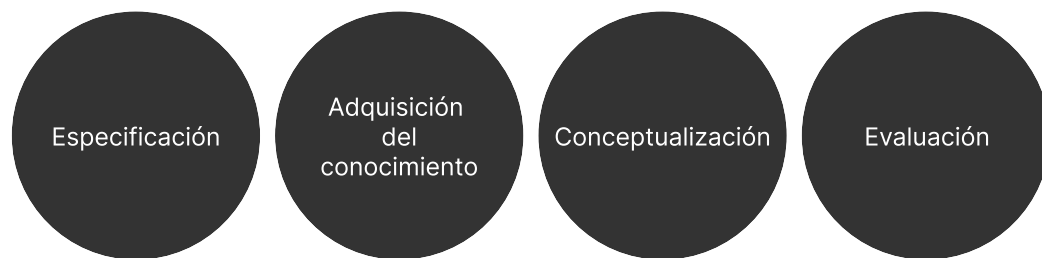 Especificación
Adquisición
del
conocimiento
Conceptualización
Evaluación